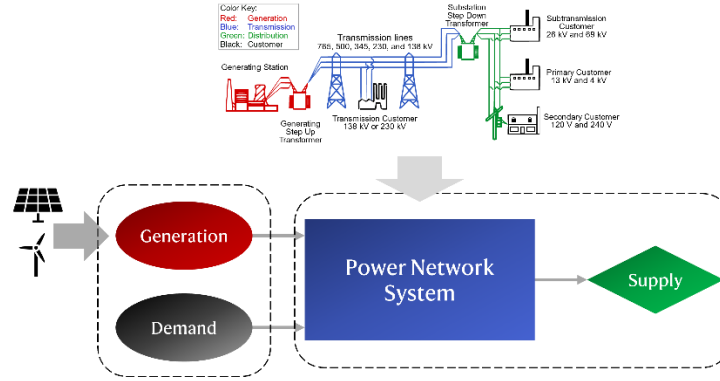 Color Key:
Red: Generation
Blue: Transmission
Green: Distribution
Black: Customer
Substation
Step Down
Transformer
Subtransmission
Customer
26 kV and 69 kV
Transmission lines
765, 500, 345, 230, and 138 kV
Generating Station
Primary Customer
13 kV and 4 kV
Generating
Step Up
Transformer
Transmission Customer
138 kV or 230 kV
Secondary Customer
120 V and 240 V
Generation
Demand
Power Network
System
Supply